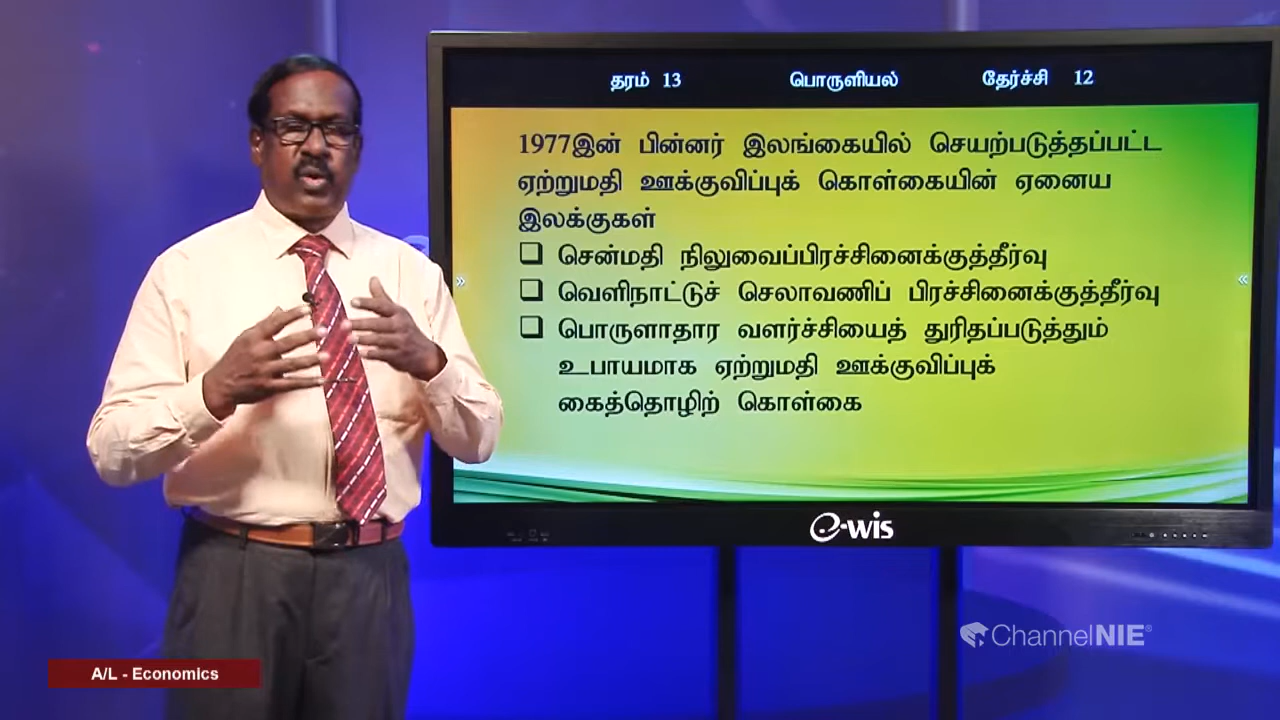 தரம் 13 பொருளியல் தேர்ச்சி 12
1977இன் பின்னர் இலங்கையில் செயற்படுத்தப்பட்ட
ஏற்றுமதி ஊக்குவிப்புக் கொள்கையின் ஏனைய
இலக்குகள்
சென்மதி நிலுவைப்பிரச்சினைக்குத்தீர்வு
வெளிநாட்டுச் செலாவணிப் பிரச்சினைக்குத்தீர்வு
பொருளாதார வளர்ச்சியைத் துரிதப்படுத்தும்
உபாயமாக ஏற்றுமதி ஊக்குவிப்புக்
கைத்தொழிற் கொள்கை
e-wis
ChannelNIE®
A/L - Economics